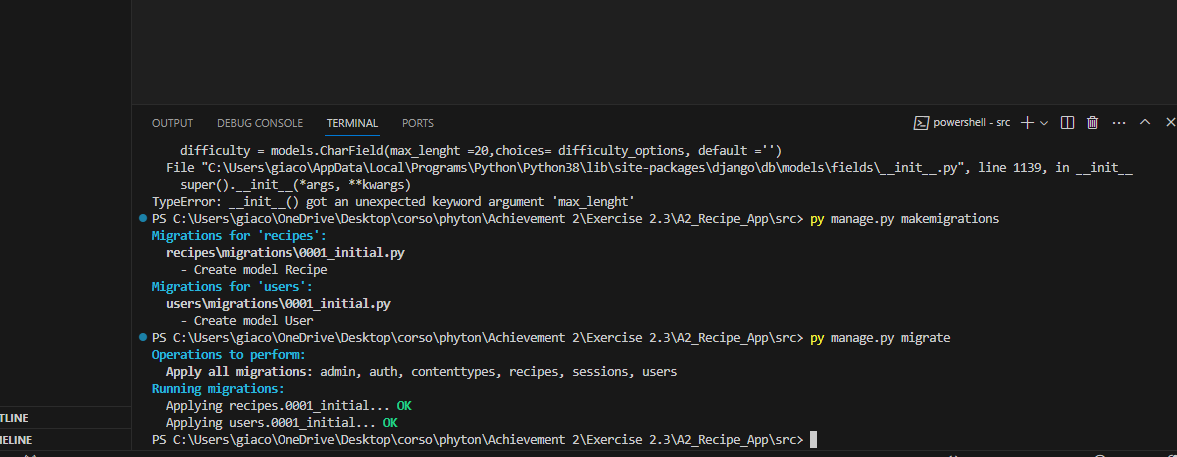 OUTPUT DEBUG CONSOLE TERMINAL PORTS powershell - src
difficulty = models.CharField(max_lenght =20,choices= difficulty_options, default ='')
File "C:\Users\giaco\AppData\Local\Programs\Python\Python38\lib\site-packages\django\db\models\fields\__init__.py", line 1139, in __init__
super().__init__(*args, **kwargs)
TypeError: __init__() got an unexpected keyword argument 'max_lenght'
PS C:\Users\giaco\OneDrive\Desktop\corso\phyton\Achievement 2\Exercise 2.3\A2_Recipe_App\src> py manage.py makemigrations
Migrations for 'recipes':
recipes\migrations\0001_initial.py
- Create model Recipe
Migrations for 'users':
users\migrations\0001_initial.py
- Create model User
PS C:\Users\giaco\OneDrive\Desktop\corso\phyton\Achievement 2\Exercise 2.3\A2_Recipe_App\src> py manage.py migrate
Operations to perform:
Apply all migrations: admin, auth, contenttypes, recipes, sessions, users
Running migrations:
Applying recipes.0001_initial... OK
Applying users.0001_initial... OK
PS C:\Users\giaco\OneDrive\Desktop\corso\phyton\Achievement 2\Exercise 2.3\A2_Recipe_App\src>
TLINE
MELINE